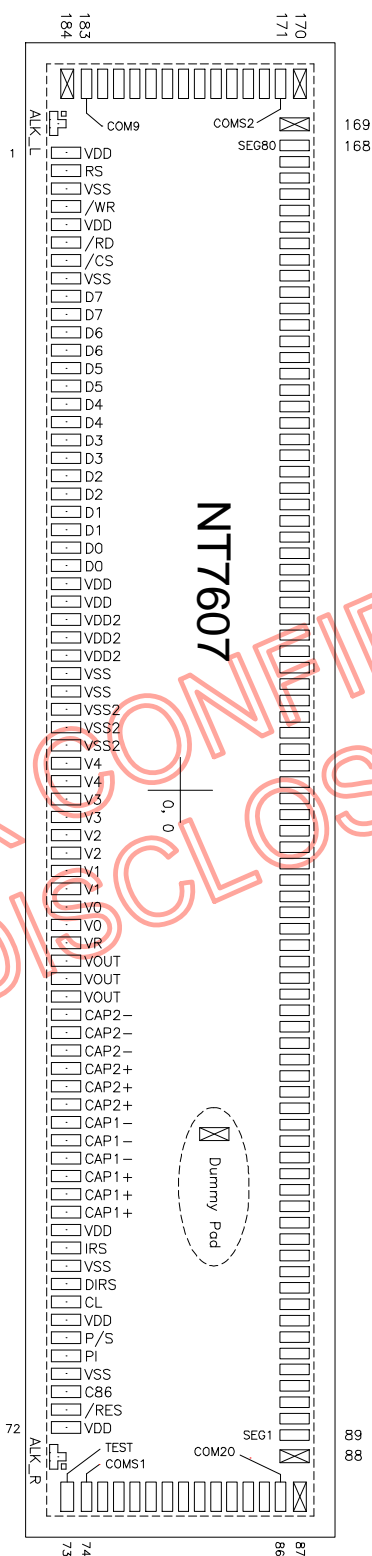 184
183
171
170
ALK_L
COM9
COMS2
169
SEG80
168
1
VDD
RS
VSS
/WR
VDD
/RD
/CS
VSS
D7
D7
D6
D6
D5
D5
D4
D4
D3
D3
D2
D2
D1
D1
D0
D0
VDD
VDD
VDD2
VDD2
VDD2
VSS
VSS
VSS2
VSS2
VSS2
V4
V4
V3
V3
V2
V2
V1
V1
V0
V0
VR
VOUT
VOUT
VOUT
CAP2-
CAP2-
CAP2-
CAP2+
CAP2+
CAP2+
CAP1-
CAP1-
CAP1-
CAP1+
CAP1+
CAP1+
VDD
IRS
VSS
DIRS
CL
VDD
P/S
PI
VSS
C86
/RES
VDD
NT7607
0, 0
Dummy Pad
72
ALK_R
SEG1
89
88
TEST
COMS1
COM20
73
74
86
87